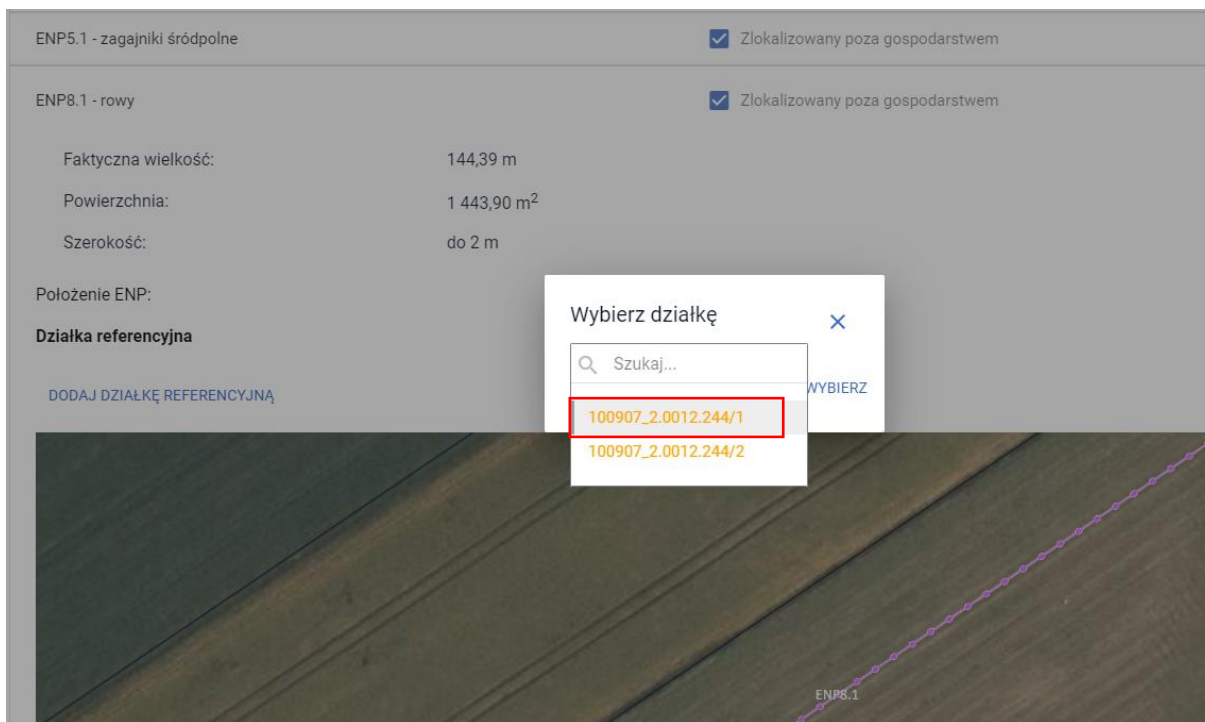 ENP5.1 - zagajniki śródpolne Zlokalizowany poza gospodarstwem
ENP8.1 - rowy Zlokalizowany poza gospodarstwem
Faktyczna wielkość: 144,39 m
Powierzchnia: 1 443,90 m²
Szerokość: do 2 m
Położenie ENP:
Działka referencyjna
DODAJ DZIAŁKĘ REFERENCYJNĄ
Wybierz działkę
Szukaj...
WYBIERZ
100907_2.0012.244/1
100907_2.0012.244/2
ENP8.1